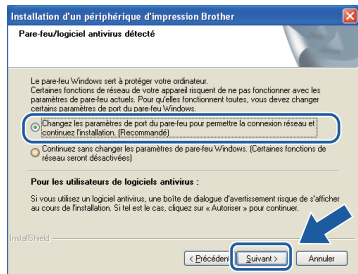 Installation d'un périphérique d'impression Brother
Pare-feu/logiciel antivirus détecté
Le pare-feu Windows sert à protéger votre ordinateur.
Certaines fonctions de réseau de votre appareil risquent de ne pas fonctionner avec les
paramètres de pare-feu actuels. Pour qu'elles fonctionnent toutes, vous devez changer
certains paramètres de port du pare-feu Windows.
Changez les paramètres de port du pare-feu pour permettre la connexion réseau et
continuez l'installation. (Recommandé)
Continuez sans changer les paramètres de pare-feu Windows. (Certaines fonctions de
réseau seront désactivées)
Pour les utilisateurs de logiciels antivirus :
Si vous utilisez un logiciel antivirus, une boîte de dialogue d'avertissement risque de s'afficher
au cours de l'installation. Si tel est le cas, cliquez sur « Autoriser » pour continuer.
InstallShield
< Précédent
Suivant >
Annuler